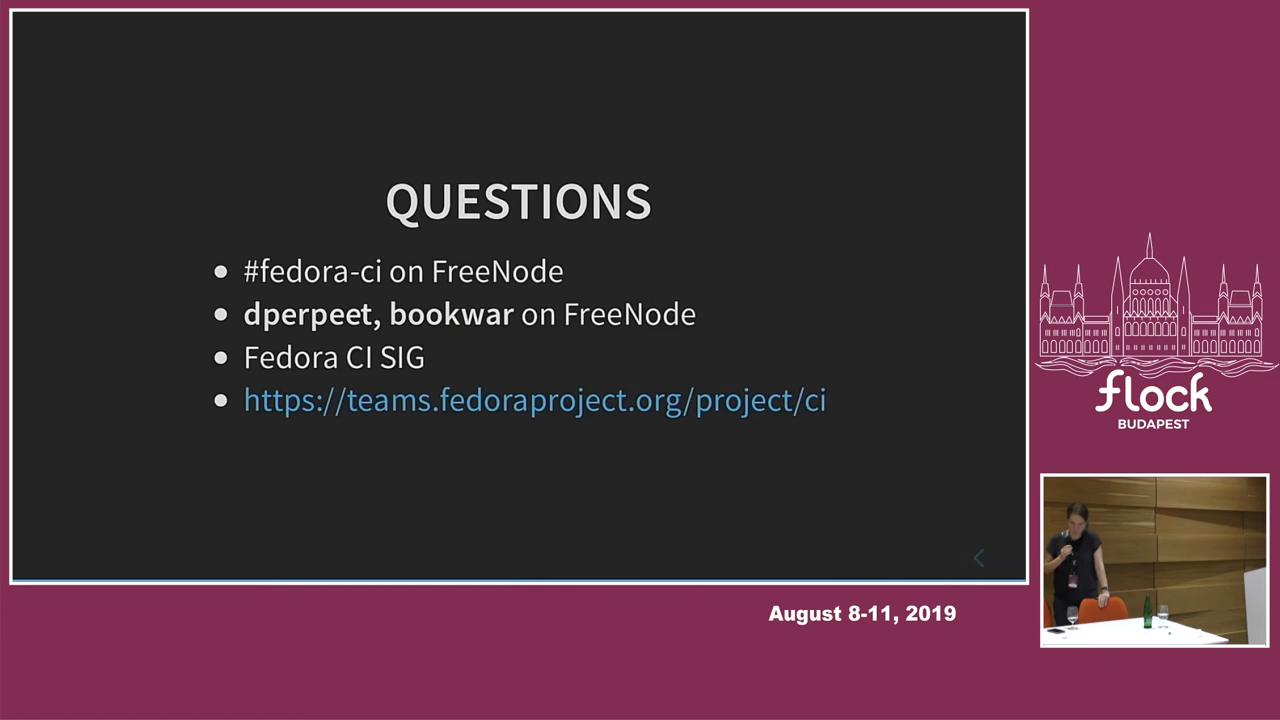 QUESTIONS
#fedora-ci on FreeNode
dperpeet, bookwar on FreeNode
Fedora CI SIG
https://teams.fedoraproject.org/project/ci
flock
BUDAPEST
August 8-11, 2019